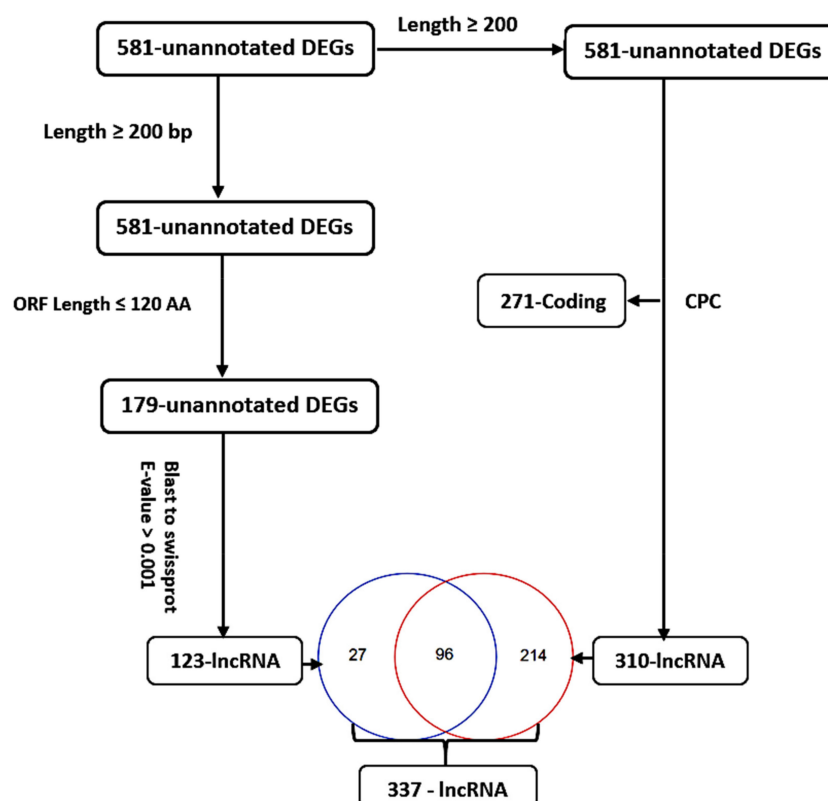 581-unannotated DEGs
Length ≥ 200
581-unannotated DEGs
Length ≥ 200 bp
581-unannotated DEGs
271-Coding
CPC
ORF Length ≤ 120 AA
179-unannotated DEGs
Blast to swissprot
E-value > 0.001
123-lncRNA
27
96
214
310-lncRNA
337 - lncRNA